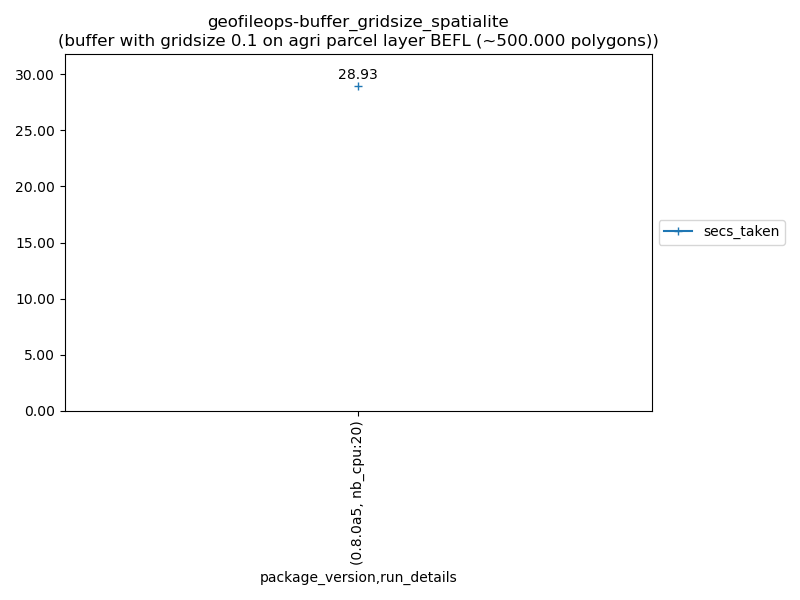 geofileops-buffer_gridsize_spatialite
(buffer with gridsize 0.1 on agri parcel layer BEFL (~500.000 polygons))
30.00
25.00
20.00
15.00
10.00
5.00
0.00
28.93
secs_taken
(0.8.0a5, nb_cpu:20)
package_version,run_details